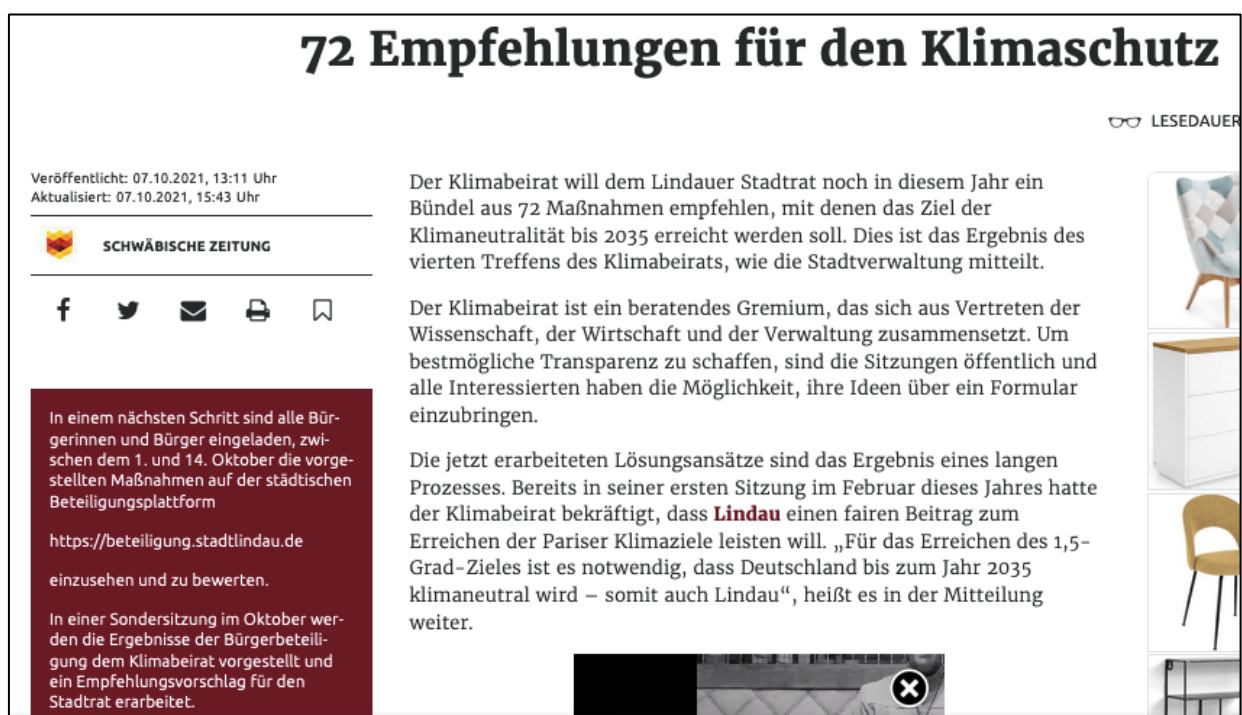 72 Empfehlungen für den Klimaschutz
LESEDAUER
Veröffentlicht: 07.10.2021, 13:11 Uhr
Aktualisiert: 07.10.2021, 15:43 Uhr
SCHWÄBISCHE ZEITUNG
In einem nächsten Schritt sind alle Bür-
gerinnen und Bürger eingeladen, zwi-
schen dem 1. und 14. Oktober die vorge-
stellten Maßnahmen auf der städtischen
Beteiligungsplattform
https://beteiligung.stadtlindau.de
einzusehen und zu bewerten.
In einer Sondersitzung im Oktober wer-
den die Ergebnisse der Bürgerbeteili-
gung dem Klimabeirat vorgestellt und
ein Empfehlungsvorschlag für den
Stadtrat erarbeitet.
Der Klimabeirat will dem Lindauer Stadtrat noch in diesem Jahr ein
Bündel aus 72 Maßnahmen empfehlen, mit denen das Ziel der
Klimaneutralität bis 2035 erreicht werden soll. Dies ist das Ergebnis des
vierten Treffens des Klimabeirats, wie die Stadtverwaltung mitteilt.
Der Klimabeirat ist ein beratendes Gremium, das sich aus Vertreten der
Wissenschaft, der Wirtschaft und der Verwaltung zusammensetzt. Um
bestmögliche Transparenz zu schaffen, sind die Sitzungen öffentlich und
alle Interessierten haben die Möglichkeit, ihre Ideen über ein Formular
einzubringen.
Die jetzt erarbeiteten Lösungsansätze sind das Ergebnis eines langen
Prozesses. Bereits in seiner ersten Sitzung im Februar dieses Jahres hatte
der Klimabeirat bekräftigt, dass Lindau einen fairen Beitrag zum
Erreichen der Pariser Klimaziele leisten will. „Für das Erreichen des 1,5-
Grad-Zieles ist es notwendig, dass Deutschland bis zum Jahr 2035
klimaneutral wird – somit auch Lindau“, heißt es in der Mitteilung
weiter.